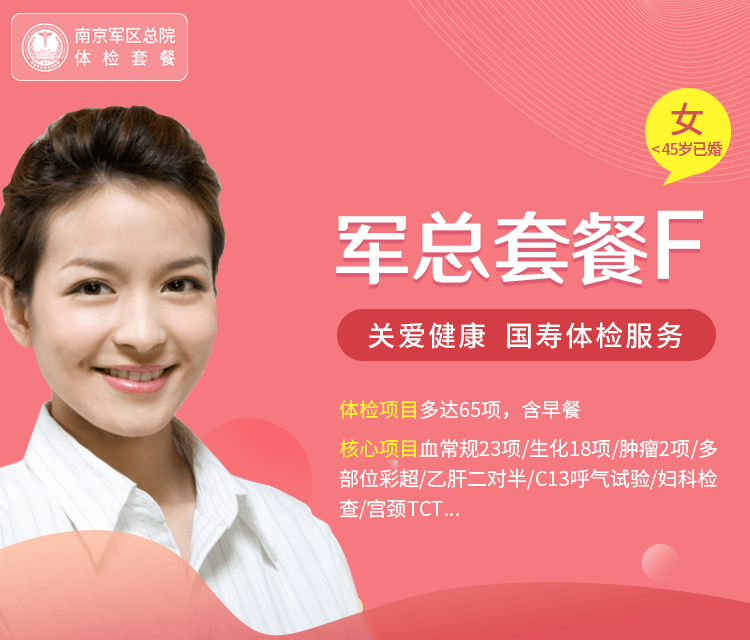 南京军区总院
体检套餐
女
<45岁已婚
军总套餐F
关爱健康 国寿体检服务
体检项目多达65项，含早餐
核心项目血常规23项/生化18项/肿瘤2项/多
部位彩超/乙肝二对半/C13呼气试验/妇科检
查/宫颈TCT...